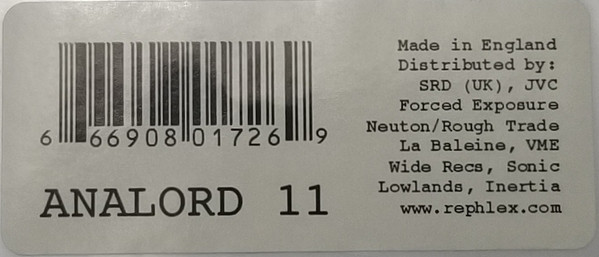 6 66908 01726 9
ANALORD 11
Made in England
Distributed by:
SRD (UK), JVC
Forced Exposure
Neuton/Rough Trade
La Baleine, VME
Wide Recs, Sonic
Lowlands, Inertia
www.rephlex.com